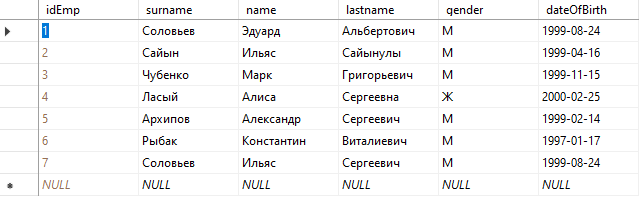 idEmp surname name lastname gender dateOfBirth
1 Соловьев Эдуард Альбертович М 1999-08-24
2 Сайын Ильяс Сайынулы М 1999-04-16
3 Чубенко Марк Григорьевич М 1999-11-15
4 Ласый Алиса Сергеевна Ж 2000-02-25
5 Архипов Александр Сергеевич М 1999-02-14
6 Рыбак Константин Виталиевич М 1997-01-17
7 Соловьев Ильяс Сергеевич М 1999-08-24
NULL NULL NULL NULL NULL NULL